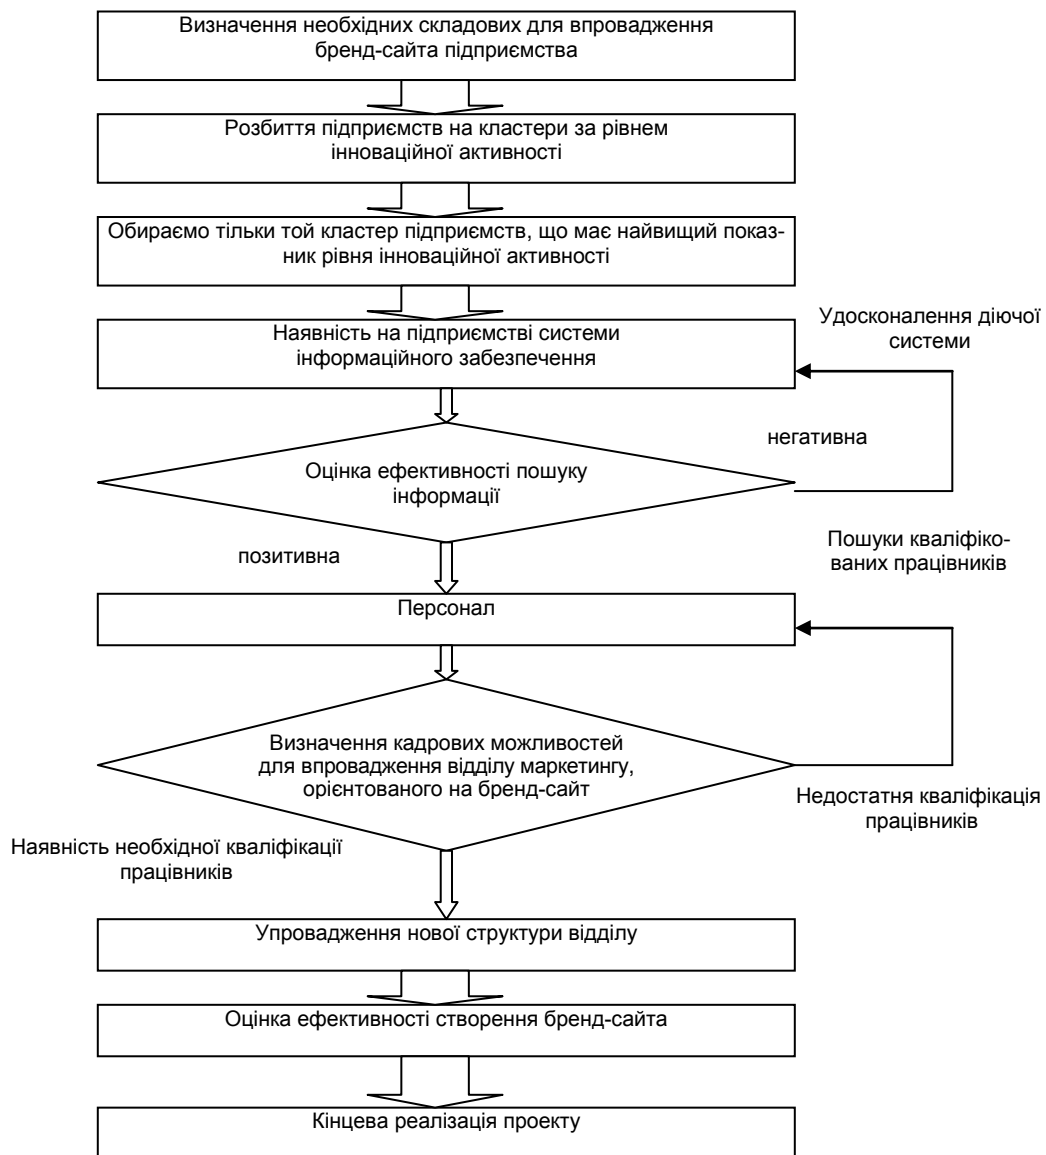 Визначення необхідних складових для впровадження
бренд-сайта підприємства
Розбиття підприємств на кластери за рівнем
інноваційної активності
Обираємо тільки той кластер підприємств, що має найвищий показ-
ник рівня інноваційної активності
Наявність на підприємстві системи
інформаційного забезпечення
Удосконалення діючої
системи
негативна
Оцінка ефективності пошуку
інформації
позитивна
Пошуки кваліфіко-
ваних працівників
Персонал
Визначення кадрових можливостей
для впровадження відділу маркетингу,
орієнтованого на бренд-сайт
Недостатня кваліфікація
працівників
Наявність необхідної кваліфікації
працівників
Упровадження нової структури відділу
Оцінка ефективності створення бренд-сайта
Кінцева реалізація проекту